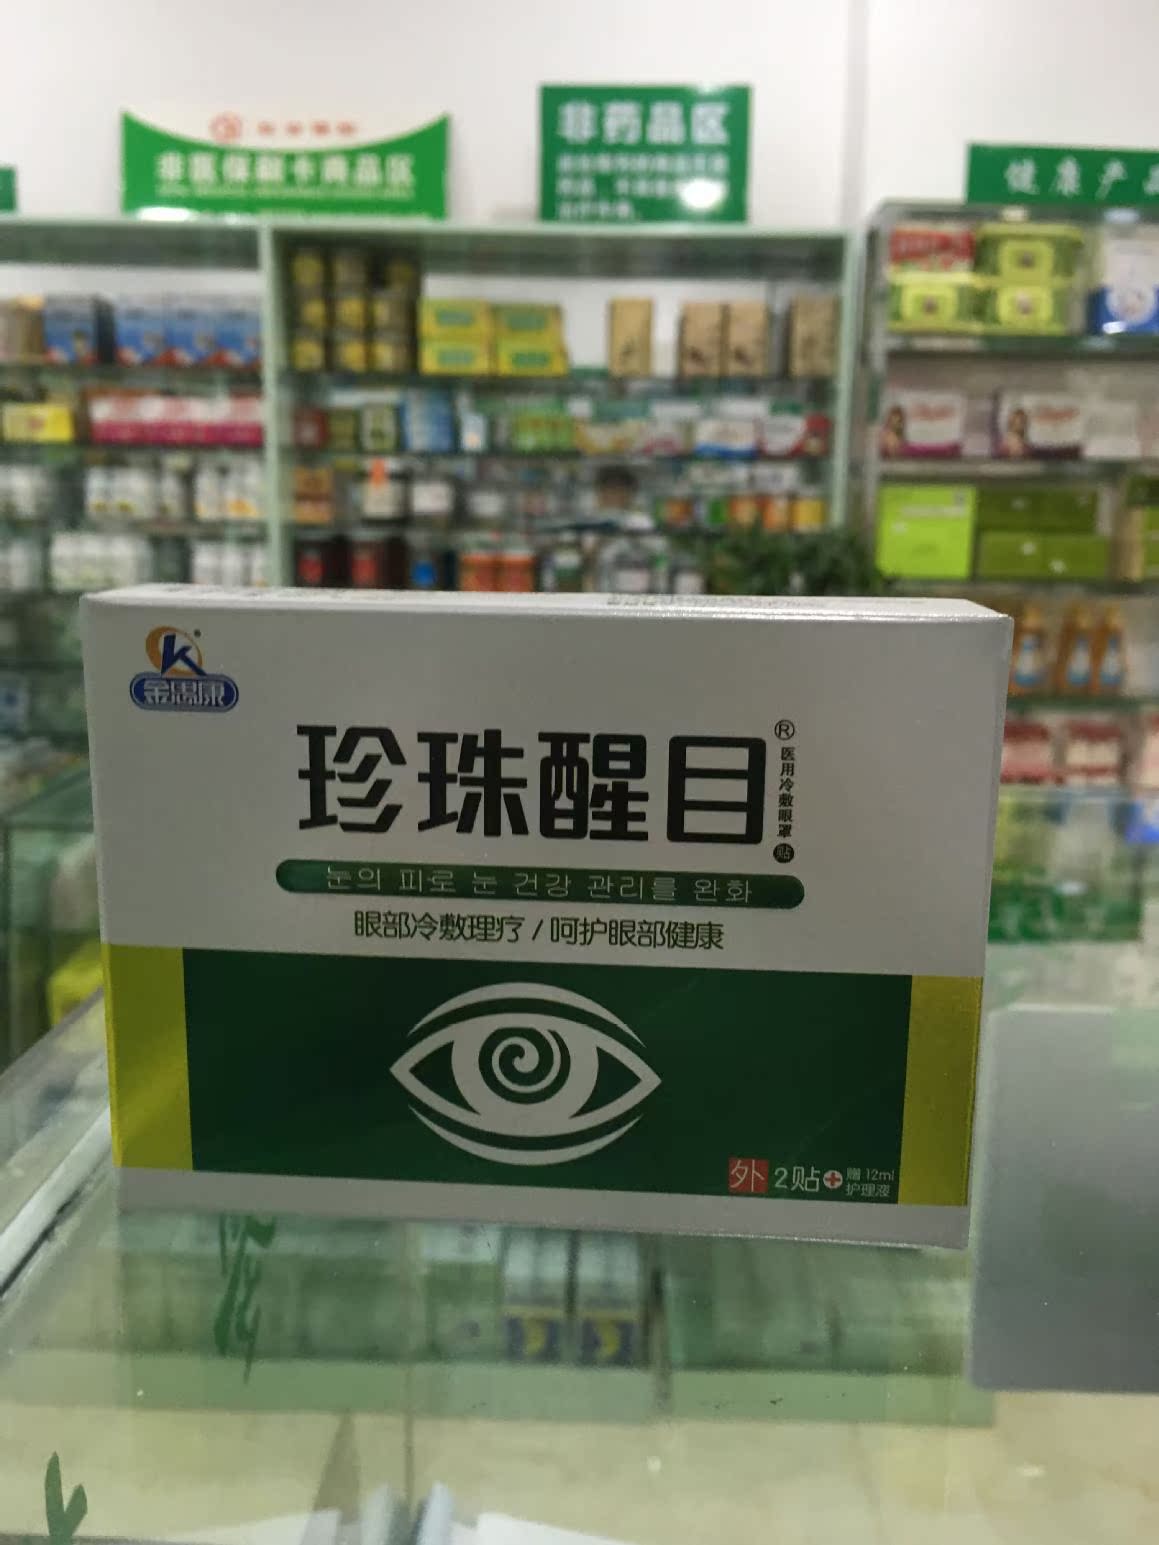 非医保刷卡商品区
非药品区
健康产品
K
金思康
珍珠醒目®
医用冷敷眼罩
贴
눈의 피로 눈 건강 관리를 완화
眼部冷敷理疗/呵护眼部健康
外 2贴+赠12ml
护理液